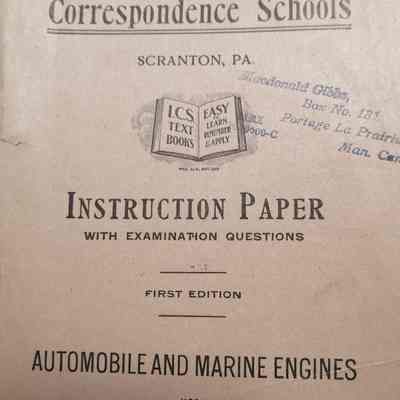 Correspondence Schools
SCRANTON, PA.
Macdonald Gibbs,
Box No. 181
Portage La Prairie
Man. Can
I.C.S. TEXT BOOKS
EASY TO LEARN REMEMBER & APPLY
INSTRUCTION PAPER
WITH EXAMINATION QUESTIONS
FIRST EDITION
AUTOMOBILE AND MARINE ENGINES